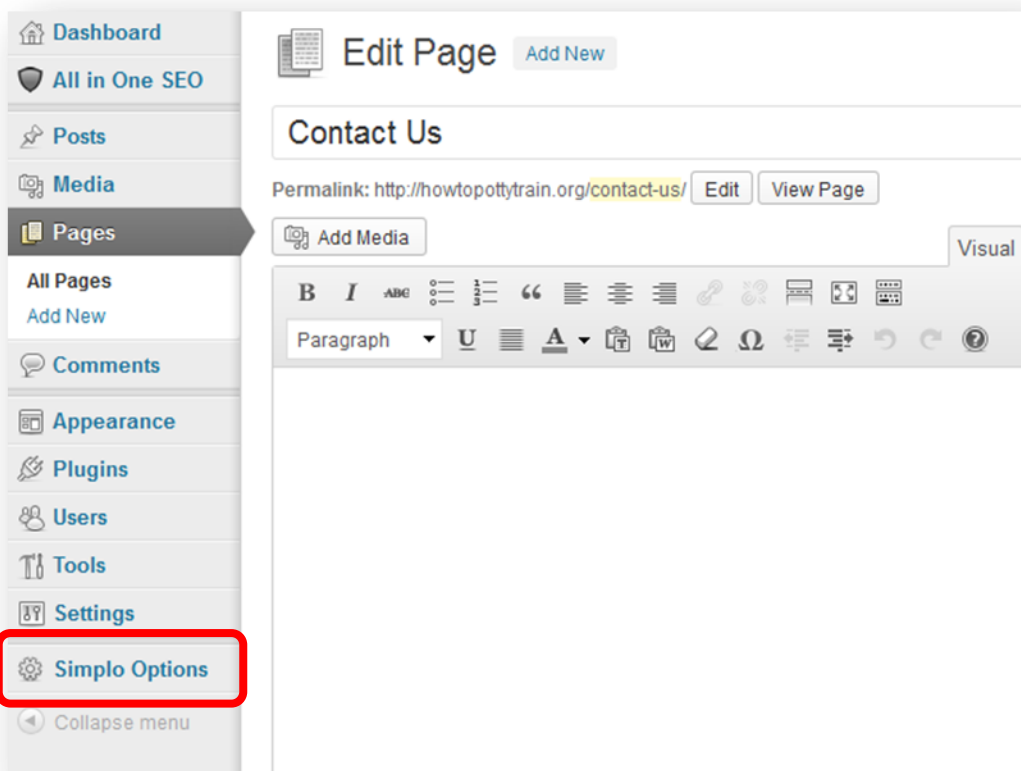 Dashboard
All in One SEO
Posts
Media
Pages
All Pages
Add New
Comments
Appearance
Plugins
Users
Tools
Settings
Simplo Options
Collapse menu
Edit Page Add New
Contact Us
Permalink: http://howtopottytrain.org/contact-us/ Edit View Page
Add Media
Visual
B I ABC
Paragraph U A T W Ω